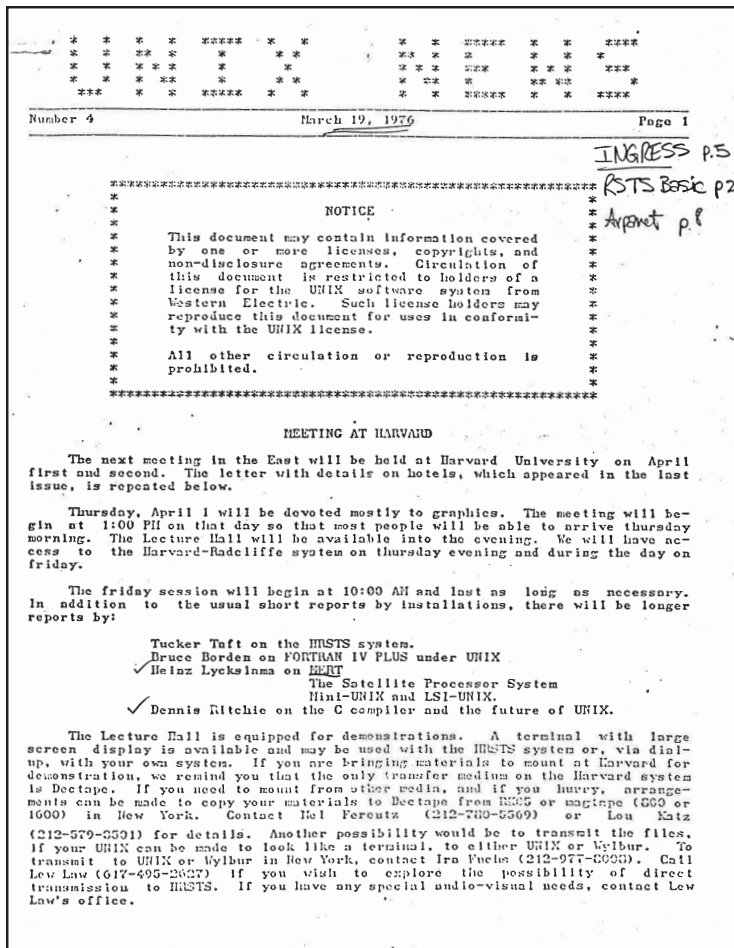 UNIX NEWS
Number 4 March 19, 1976 Page 1
INGRESS p.5
RSTS Basic p2
Arpanet p.8
NOTICE
This document may contain information covered
by one or more licenses, copyrights, and
non-disclosure agreements. Circulation of
this document is restricted to holders of a
license for the UNIX software system from
Western Electric. Such license holders may
reproduce this document for uses in conformi-
ty with the UNIX license.
All other circulation or reproduction is
prohibited.
MEETING AT HARVARD
The next meeting in the East will be held at Harvard University on April
first and second. The letter with details on hotels, which appeared in the last
issue, is repeated below.
Thursday, April 1 will be devoted mostly to graphics. The meeting will be-
gin at 1:00 PM on that day so that most people will be able to arrive thursday
morning. The Lecture Hall will be available into the evening. We will have ac-
cess to the Harvard-Radcliffe system on thursday evening and during the day on
friday.
The friday session will begin at 10:00 AM and last as long as necessary.
In addition to the usual short reports by installations, there will be longer
reports by:
Tucker Taft on the HRSTS system.
Bruce Borden on FORTRAN IV PLUS under UNIX
Heinz Lycklama on MERT
The Satellite Processor System
Mini-UNIX and LSI-UNIX.
Dennis Ritchie on the C compiler and the future of UNIX.
The Lecture Hall is equipped for demonstrations. A terminal with large
screen display is available and may be used with the HRSTS system or, via dial-
up, with your own system. If you are bringing materials to mount at Harvard for
demonstration, we remind you that the only transfer medium on the Harvard system
is Dectape. If you need to mount from other media, and if you hurry, arrange-
ments can be made to copy your materials to Dectape from or magtape (800 or
1600) in New York. Contact Mel Ferentz or Lou Katz
for details. Another possibility would be to transmit the files,
if your UNIX can be made to look like a terminal, to either UNIX or Wylbur. To
transmit to UNIX or Wylbur in New York, contact Ira Fuchs Call
Lew Law if you wish to explore the possibility of direct
transmission to HRSTS. If you have any special audio-visual needs, contact Lew
Law's office.